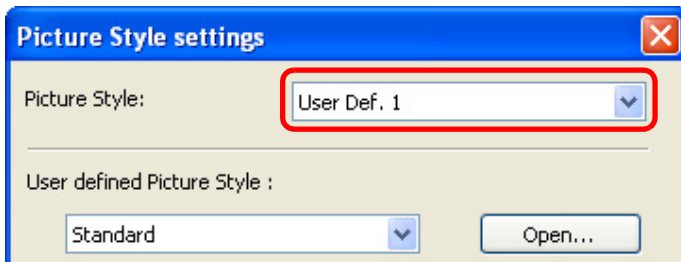 Picture Style settings
Picture Style: User Def. 1
User defined Picture Style :
Standard Open...